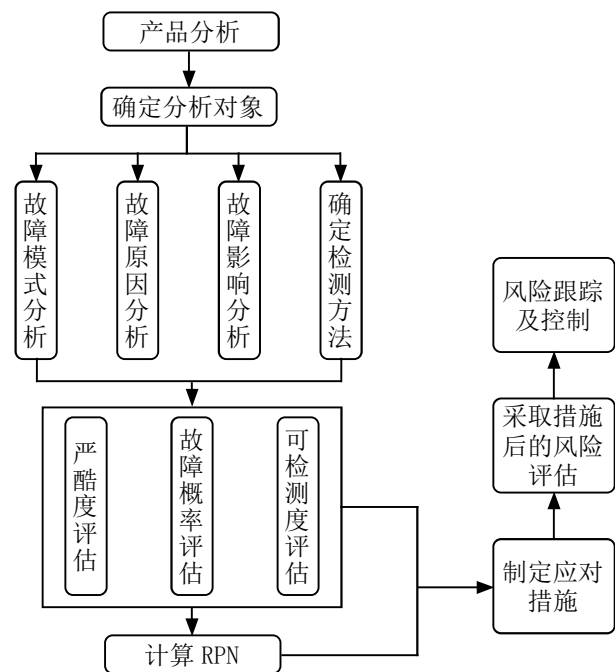 产品分析
确定分析对象
故障模式分析
故障原因分析
故障影响分析
确定检测方法
严酷度评估
故障概率评估
可检测度评估
计算 RPN
制定应对
措施
采取措施
后的风险
评估
风险跟踪
及控制